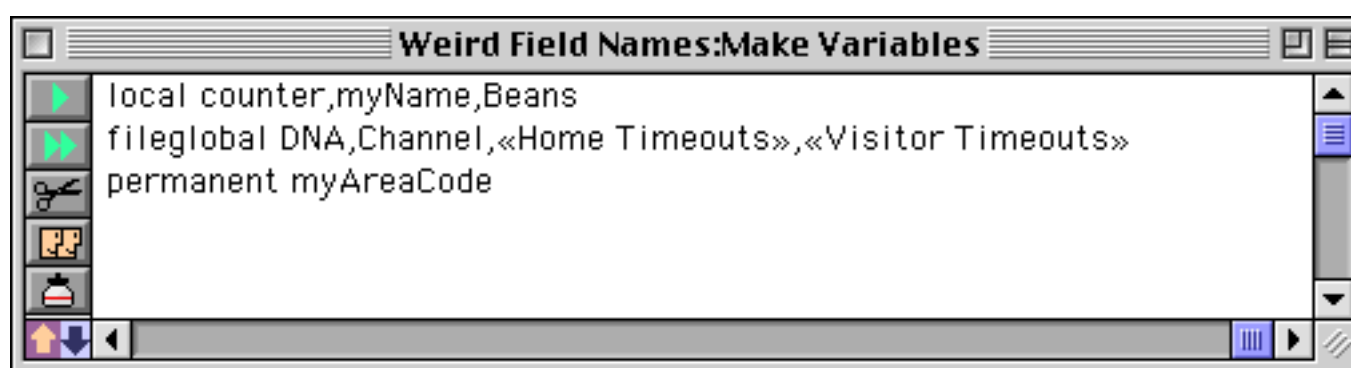 Weird Field Names:Make Variables
local counter,myName,Beans
fileglobal DNA,Channel,«Home Timeouts»,«Visitor Timeouts»
permanent myAreaCode